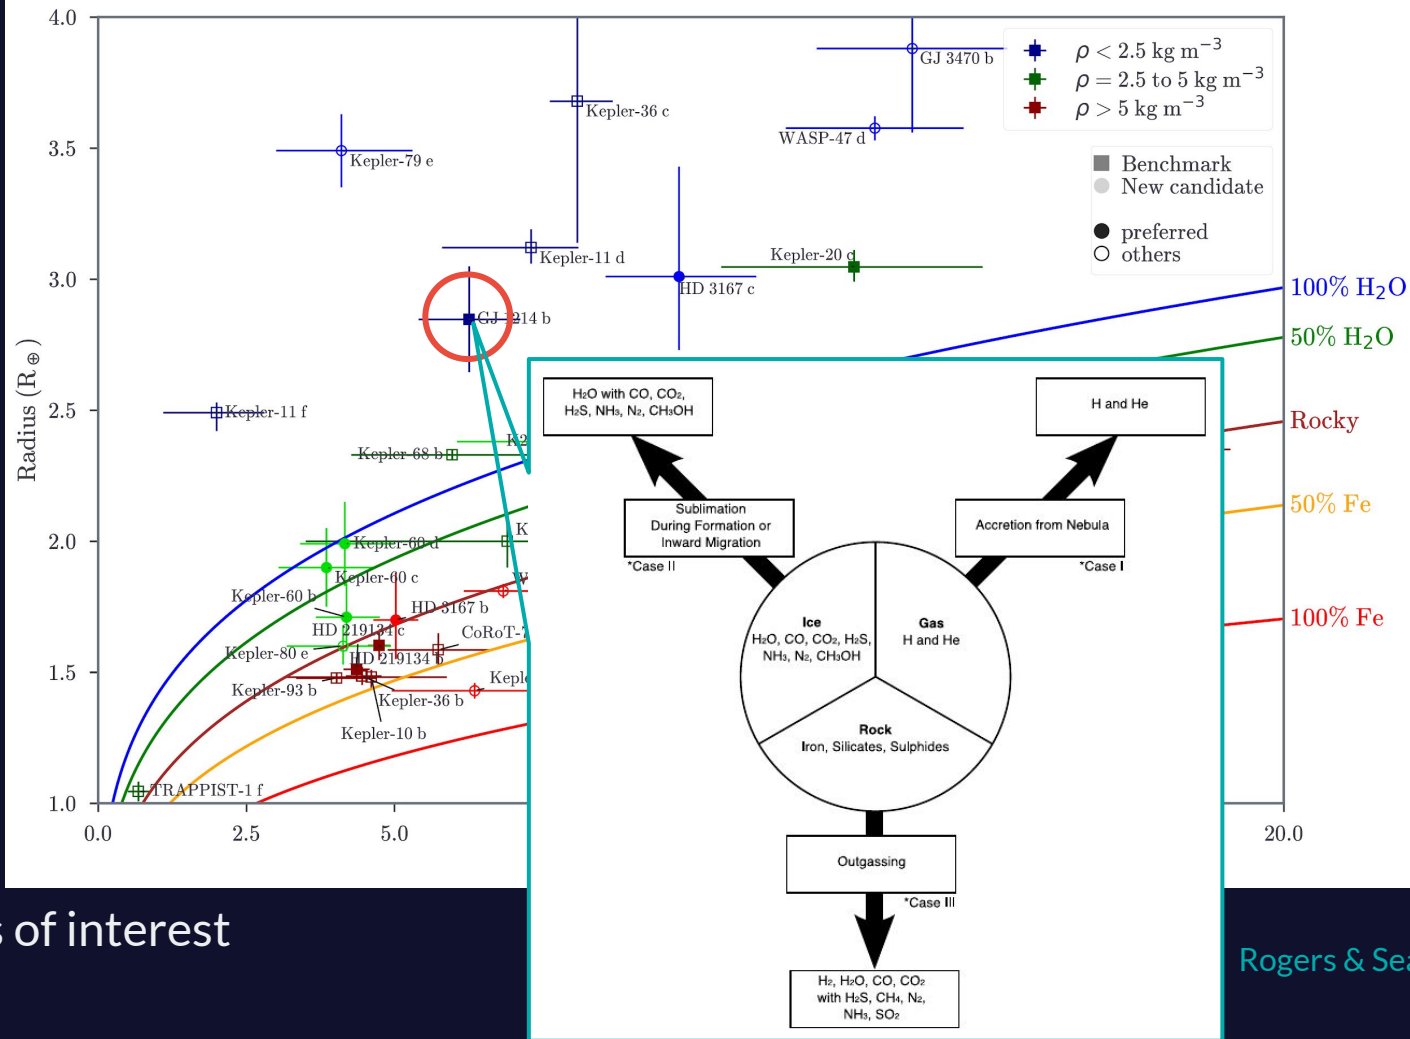 4.0
3.5
3.0
2.5
2.0
1.5
1.0
Radius (R⊕)
0.0
2.5
5.0
20.0
GJ 3470 b
Kepler-36 c
WASP-47 d
Kepler-79 e
Kepler-11 d
Kepler-20 c
HD 3167 c
GJ 1214 b
Kepler-11 f
K2
Kepler-68 b
K
Kepler-60 d
Kepler-60 c
W
Kepler-60 b
HD 3167 b
HD 219134 c
CoRoT-7
Kepler-80 e
HD 219134 b
Kepler-93 b
Keple
Kepler-36 b
Kepler-10 b
TRAPPIST-1 f
ρ < 2.5 kg m⁻³
ρ = 2.5 to 5 kg m⁻³
ρ > 5 kg m⁻³
Benchmark
New candidate
preferred
others
100% H₂O
50% H₂O
Rocky
50% Fe
100% Fe
H₂O with CO, CO₂,
H₂S, NH₃, N₂, CH₃OH
H and He
Sublimation
During Formation or
Inward Migration
*Case II
Accretion from Nebula
*Case I
Ice
H₂O, CO, CO₂, H₂S,
NH₃, N₂, CH₃OH
Gas
H and He
Rock
Iron, Silicates, Sulphides
Outgassing
*Case III
H₂, H₂O, CO, CO₂
with H₂S, CH₄, N₂,
NH₃, SO₂
s of interest
Rogers & Sea